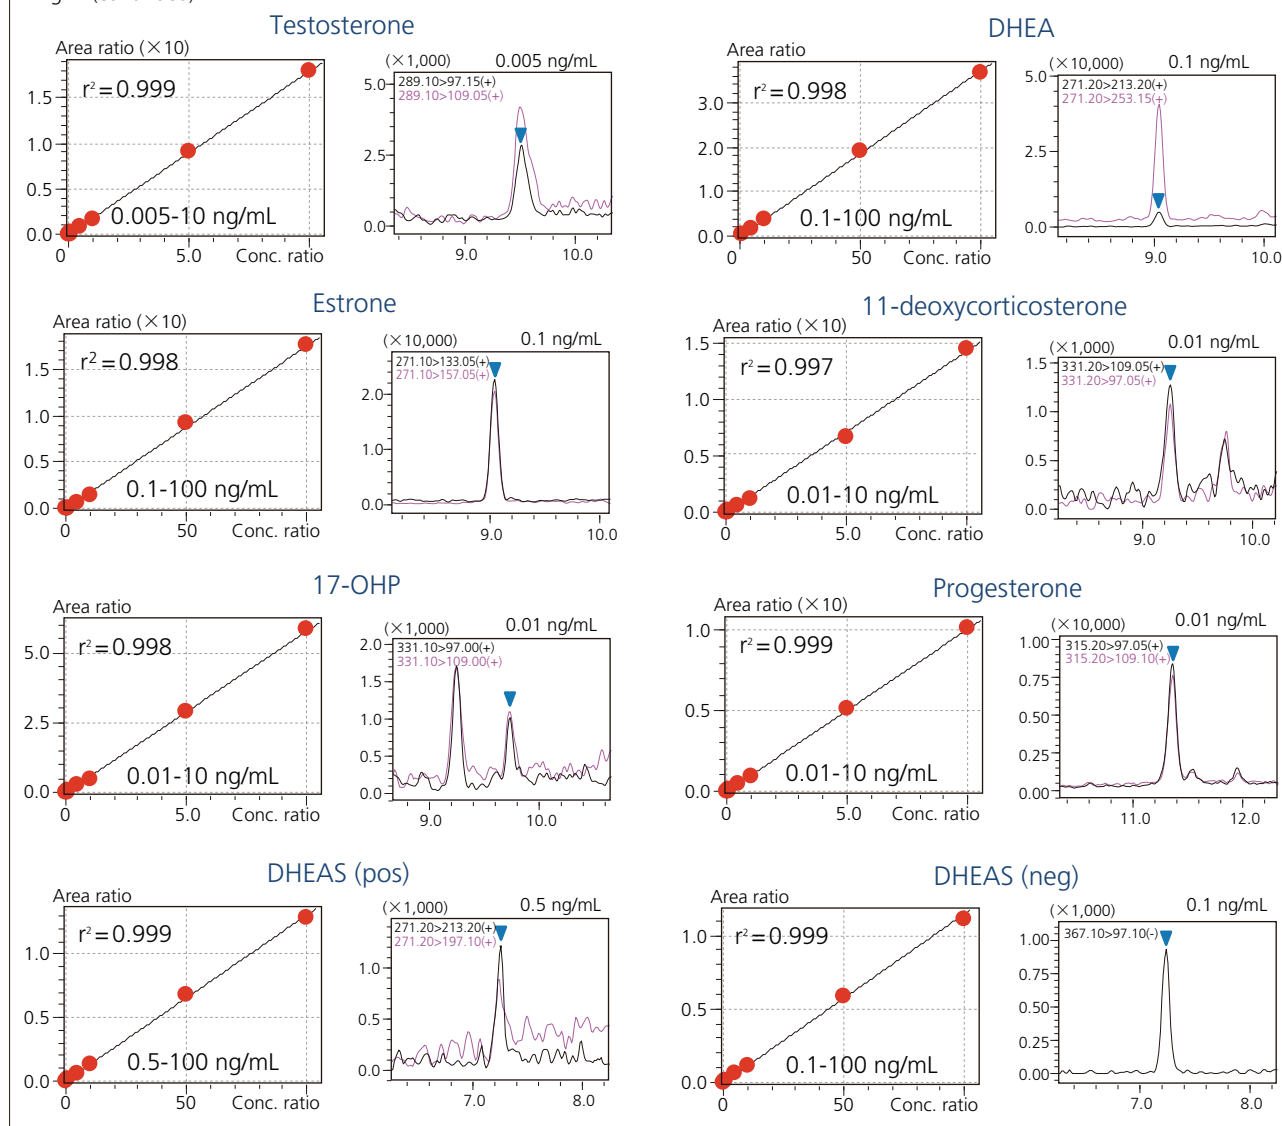 Testosterone
Area ratio (×10)
r²=0.999
1.5
1.0
0.5
0.0
0.005-10 ng/mL
0
5.0
Conc. ratio
(×1,000)
0.005 ng/mL
289.10>97.15(+)
289.10>109.05(+)
5.0
2.5
0.0
9.0
10.0
DHEA
Area ratio
r²=0.998
3.0
2.0
1.0
0.0
0.1-100 ng/mL
0
50
Conc. ratio
(×10,000)
0.1 ng/mL
271.20>213.20(+)
271.20>253.15(+)
5.0
2.5
0.0
9.0
10.0
Estrone
Area ratio (×10)
r²=0.998
1.5
1.0
0.5
0.0
0.1-100 ng/mL
0
50
Conc. ratio
(×10,000)
0.1 ng/mL
271.10>133.05(+)
271.10>157.05(+)
2.0
1.0
0.0
9.0
10.0
11-deoxycorticosterone
Area ratio (×10)
r²=0.997
1.5
1.0
0.5
0.0
0.01-10 ng/mL
0
5.0
Conc. ratio
(×1,000)
0.01 ng/mL
331.20>109.05(+)
331.20>97.05(+)
1.5
1.0
0.5
0.0
9.0
10.0
17-OHP
Area ratio
r²=0.998
5.0
2.5
0.0
0.01-10 ng/mL
0
50
Conc. ratio
(×1,000)
0.01 ng/mL
331.10>97.00(+)
331.10>109.00(+)
2.0
1.5
1.0
0.5
0.0
9.0
10.0
Progesterone
Area ratio (×10)
r²=0.999
1.0
0.5
0.0
0.01-10 ng/mL
0
5.0
Conc. ratio
(×10,000)
0.01 ng/mL
315.20>97.05(+)
315.20>109.10(+)
1.00
0.75
0.50
0.25
0.00
11.0
12.0
DHEAS (pos)
Area ratio
r²=0.999
1.0
0.5
0.0
0.5-100 ng/mL
0
50
Conc. ratio
(×1,000)
0.5 ng/mL
271.20>213.20(+)
271.20>197.10(+)
1.0
0.5
0.0
7.0
8.0
DHEAS (neg)
Area ratio
r²=0.999
1.0
0.5
0.0
0.1-100 ng/mL
0
50
Conc. ratio
(×1,000)
0.1 ng/mL
367.10>97.10(-)
1.00
0.75
0.50
0.25
0.00
7.0
8.0